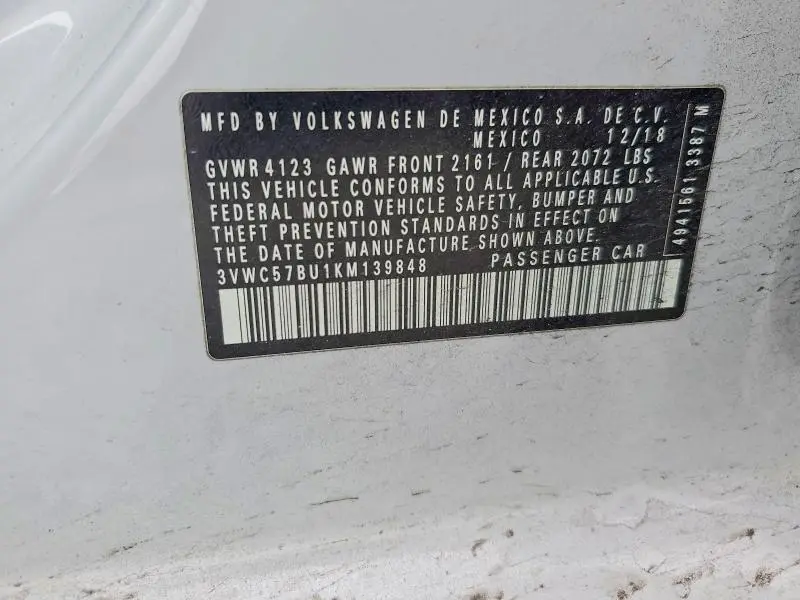 MFD BY VOLKSWAGEN DE MEXICO S.A. DE C.V.
MEXICO 12/18
GVWR 4123 GAWR FRONT 2161 / REAR 2072 LBS
THIS VEHICLE CONFORMS TO ALL APPLICABLE U.S.
FEDERAL MOTOR VEHICLE SAFETY, BUMPER AND
THEFT PREVENTION STANDARDS IN EFFECT ON
THE DATE OF MANUFACTURE SHOWN ABOVE.
3VWC57BU1KM139848 PASSENGER CAR
4941561 3387 M